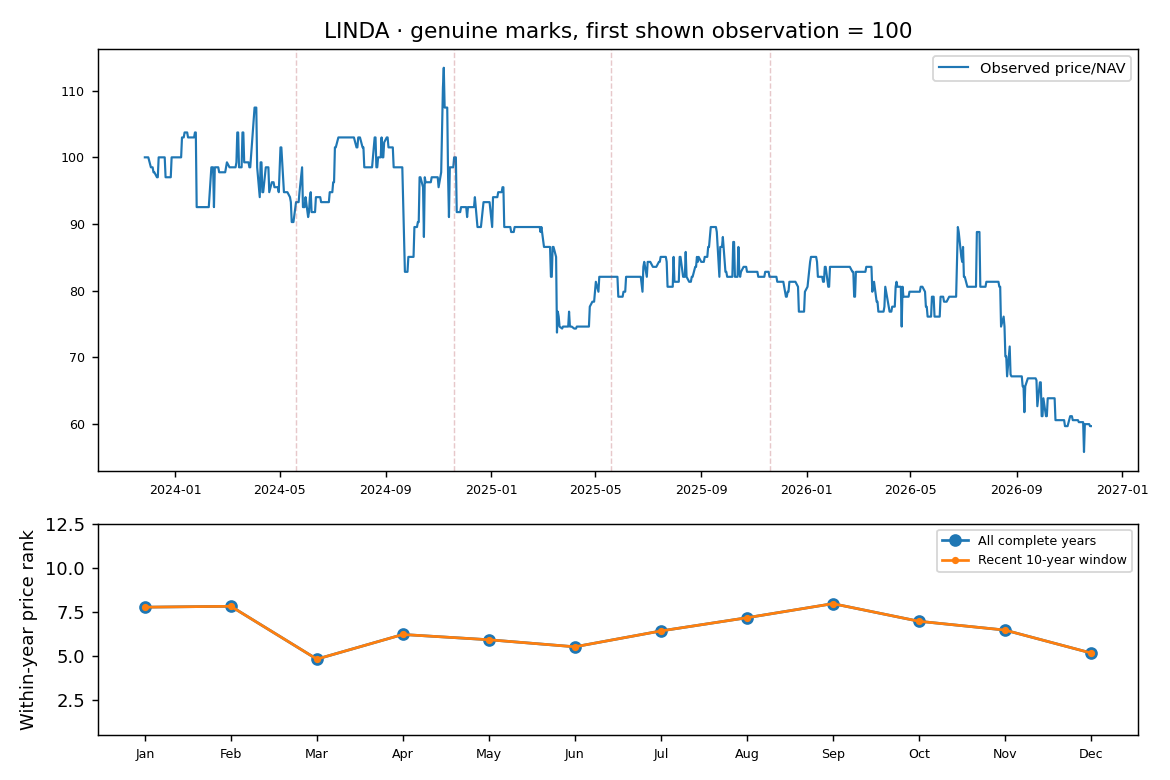 LINDA · genuine marks, first shown observation = 100
Observed price/NAV
110
100
90
80
70
60
2024-01
2024-05
2024-09
2025-01
2025-05
2025-09
2026-01
2026-05
2026-09
2027-01
Within-year price rank
12.5
10.0
7.5
5.0
2.5
All complete years
Recent 10-year window
Jan
Feb
Mar
Apr
May
Jun
Jul
Aug
Sep
Oct
Nov
Dec